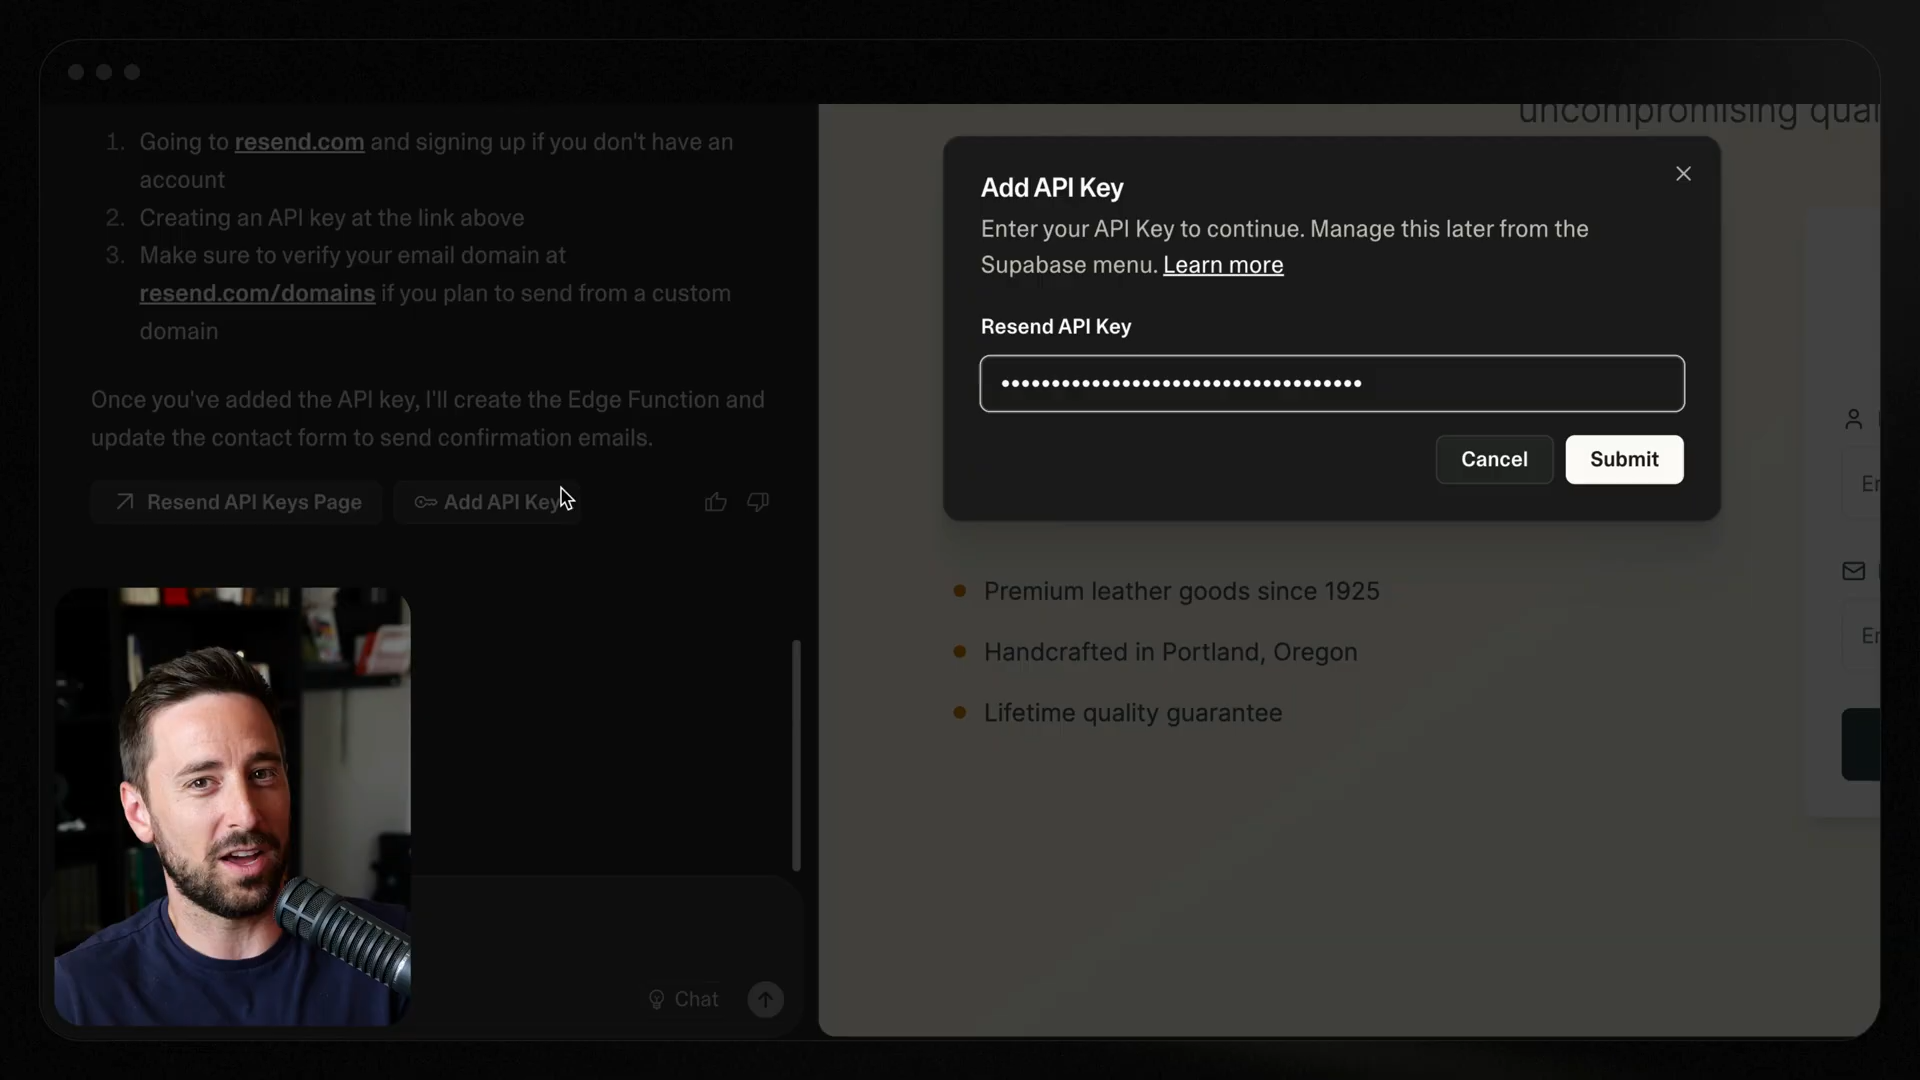 1. Going to resend.com and signing up if you don't have an
account
2. Creating an API key at the link above
3. Make sure to verify your email domain at
resend.com/domains if you plan to send from a custom
domain
Once you've added the API key, I'll create the Edge Function and
update the contact form to send confirmation emails.
Resend API Keys Page
Add API Key
Chat
uncompromising
Add API Key
Enter your API Key to continue. Manage this later from the
Supabase menu. Learn more
Resend API Key
••••••••••••••••••••••••••••••••••••
Cancel
Submit
Premium leather goods since 1925
Handcrafted in Portland, Oregon
Lifetime quality guarantee